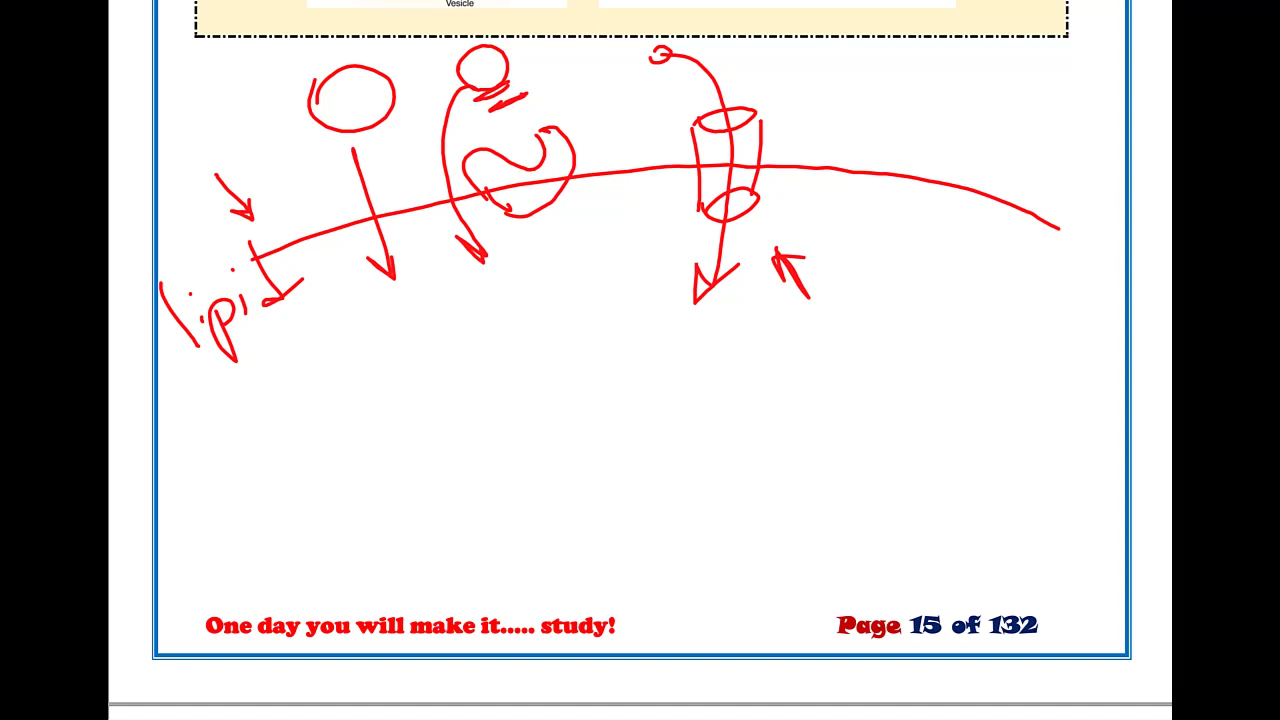 Vesicle
lipid
One day you will make it..... study!
Page 15 of 132